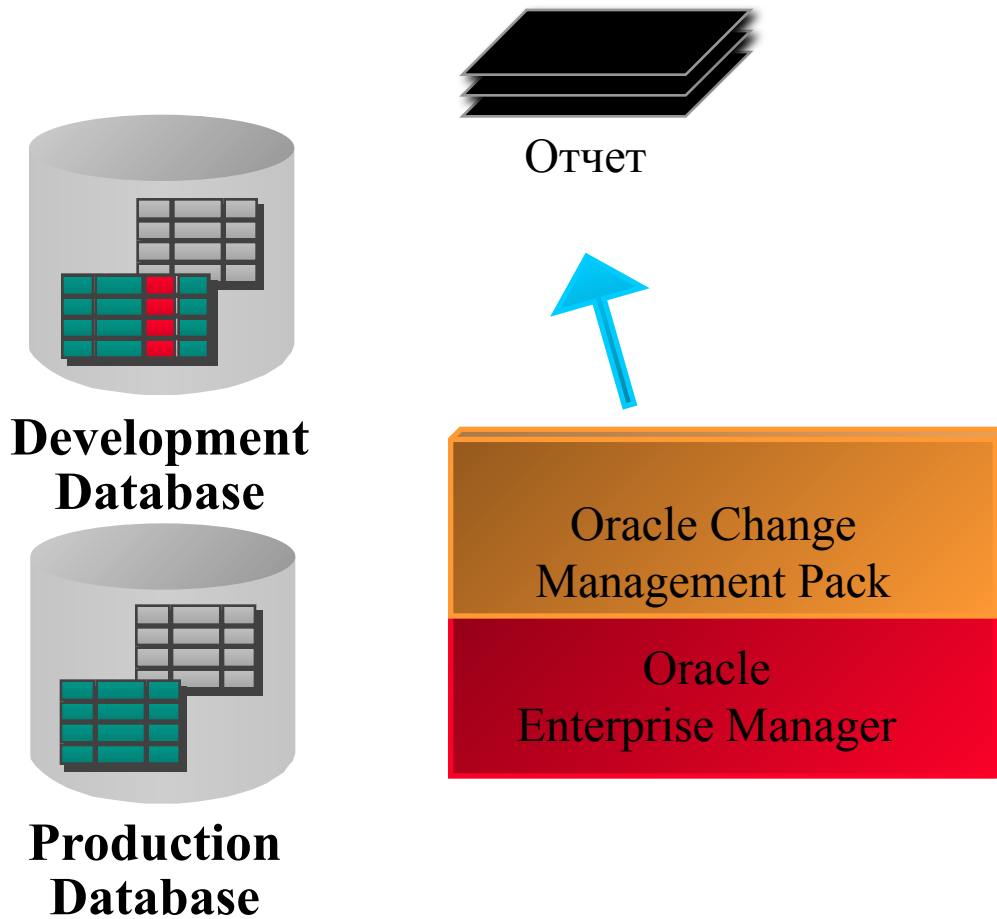 Отчет
Development
Database
Oracle Change
Management Pack
Oracle
Enterprise Manager
Production
Database